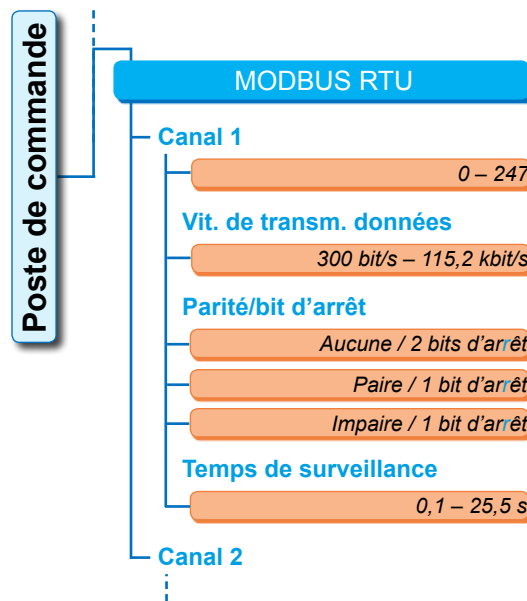 Poste de commande
MODBUS RTU
Canal 1
0 – 247
Vit. de transm. données
300 bit/s – 115,2 kbit/s
Parité/bit d'arrêt
Aucune / 2 bits d'arrêt
Paire / 1 bit d'arrêt
Impaire / 1 bit d'arrêt
Temps de surveillance
0,1 – 25,5 s
Canal 2